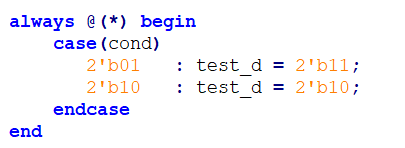 always @(*) begin
    case(cond)
       2'b01   : test_d = 2'b11;
       2'b10   : test_d = 2'b10;
    endcase
end